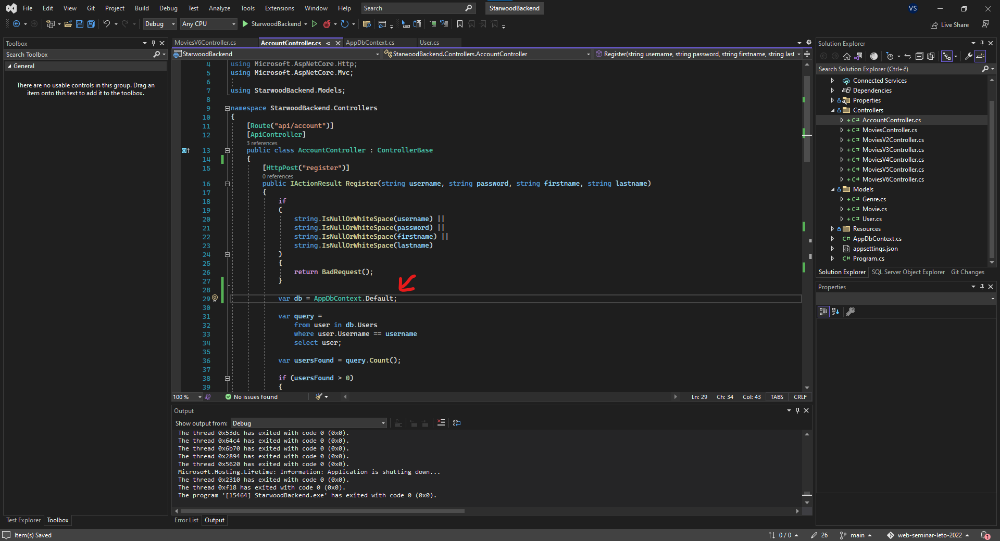 File Edit View Git Project Build Debug Test Analyze Tools Extensions Window Help Search StarwoodBackend VS
Debug Any CPU StarwoodBackend Live Share
Toolbox
Search Toolbox
General
There are no usable controls in this group. Drag an
item onto this text to add it to the toolbox.
Test Explorer Toolbox
MoviesV6Controller.cs AccountController.cs AppDbContext.cs User.cs
StarwoodBackend StarwoodBackend.Controllers.AccountController Register(string username, string password, string firstname, string last
4 using Microsoft.AspNetCore.Http;
5 using Microsoft.AspNetCore.Mvc;
6
7 using StarwoodBackend.Models;
8
9 namespace StarwoodBackend.Controllers
10 {
11 [Route("api/account")]
12 [ApiController]
3 references
13 public class AccountController : ControllerBase
14 {
15 [HttpPost("register")]
0 references
16 public IActionResult Register(string username, string password, string firstname, string lastname)
17 {
18 if
19 (
20 string.IsNullOrWhiteSpace(username) ||
21 string.IsNullOrWhiteSpace(password) ||
22 string.IsNullOrWhiteSpace(firstname) ||
23 string.IsNullOrWhiteSpace(lastname)
24 )
25 {
26 return BadRequest();
27 }
28
29 var db = AppDbContext.Default;
30
31 var query =
32 from user in db.Users
33 where user.Username == username
34 select user;
35
36 var usersFound = query.Count();
37
38 if (usersFound > 0)
39 {
100 % No issues found Ln: 29 Ch: 34 Col: 43 TABS CRLF
Output
Show output from: Debug
The thread 0x53dc has exited with code 0 (0x0).
The thread 0x64c4 has exited with code 0 (0x0).
The thread 0x6b70 has exited with code 0 (0x0).
The thread 0x2894 has exited with code 0 (0x0).
The thread 0x5620 has exited with code 0 (0x0).
Microsoft.Hosting.Lifetime: Information: Application is shutting down...
The thread 0x2310 has exited with code 0 (0x0).
The thread 0xf18 has exited with code 0 (0x0).
The program '[15464] StarwoodBackend.exe' has exited with code 0 (0x0).
Error List Output
Solution Explorer
Search Solution Explorer (Ctrl+č)
Connected Services
Dependencies
Properties
Controllers
C# AccountController.cs
C# MoviesController.cs
C# MoviesV2Controller.cs
C# MoviesV3Controller.cs
C# MoviesV4Controller.cs
C# MoviesV5Controller.cs
C# MoviesV6Controller.cs
Models
C# Genre.cs
C# Movie.cs
C# User.cs
Resources
C# AppDbContext.cs
appsettings.json
C# Program.cs
Solution Explorer SQL Server Object Explorer Git Changes
Properties
Item(s) Saved 0 / 0 26 main web-seminar-leto-2022 1